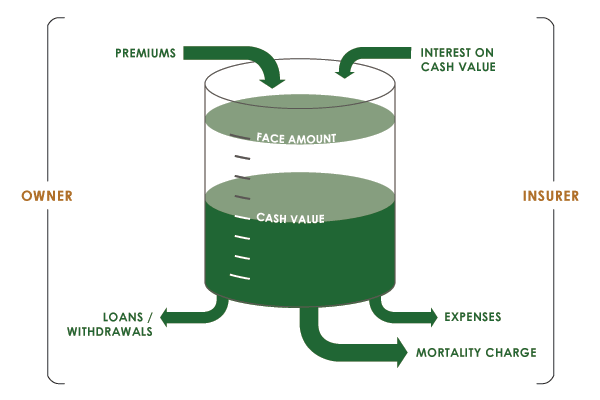 PREMIUMS
INTEREST ON
CASH VALUE
FACE AMOUNT
OWNER
INSURER
CASH VALUE
LOANS /
WITHDRAWALS
EXPENSES
MORTALITY CHARGE